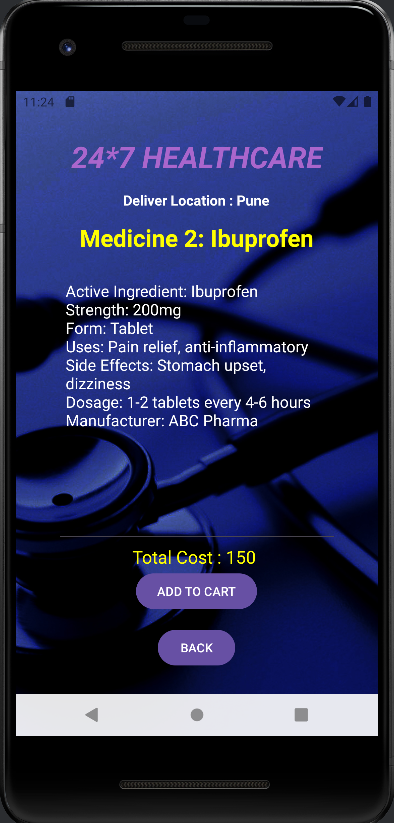 11:24
24*7 HEALTHCARE
Deliver Location : Pune
Medicine 2: Ibuprofen
Active Ingredient: Ibuprofen
Strength: 200mg
Form: Tablet
Uses: Pain relief, anti-inflammatory
Side Effects: Stomach upset,
dizziness
Dosage: 1-2 tablets every 4-6 hours
Manufacturer: ABC Pharma
Total Cost : 150
ADD TO CART
BACK